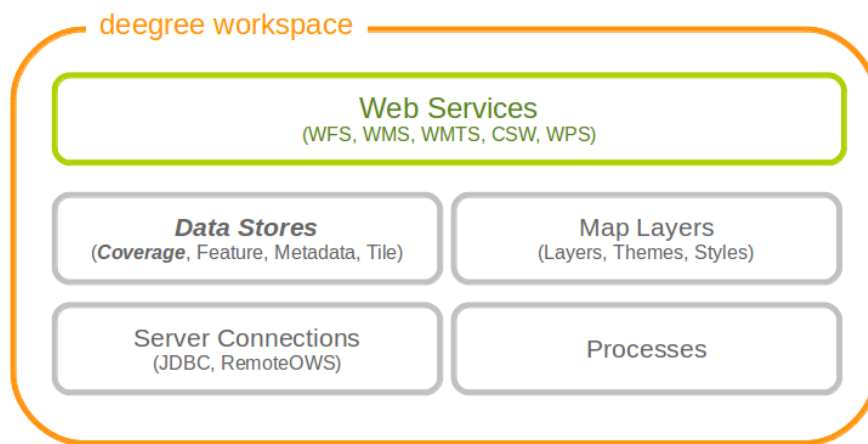 deegree workspace
Web Services
(WFS, WMS, WMTS, CSW, WPS)
Data Stores
(Coverage, Feature, Metadata, Tile)
Map Layers
(Layers, Themes, Styles)
Server Connections
(JDBC, RemoteOWS)
Processes